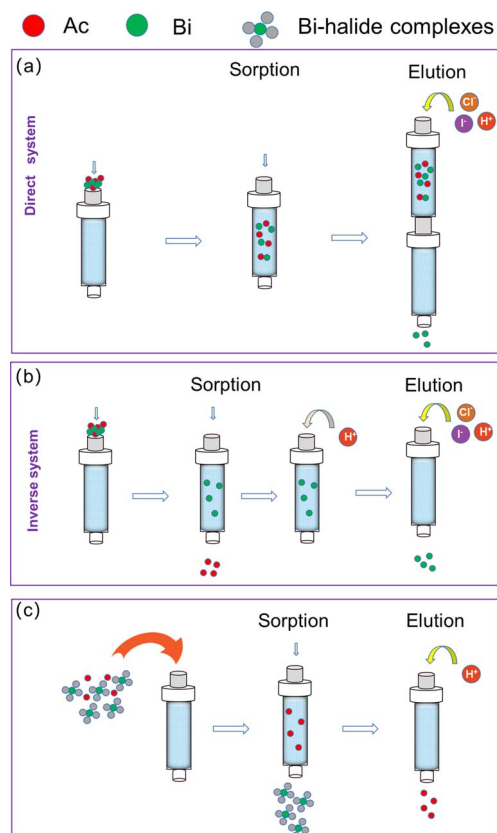 Ac Bi Bi-halide complexes
(a)
Direct system
Sorption
Elution
Cl⁻
I⁻
H⁺
(b)
Inverse system
Sorption
Elution
H⁺
Cl⁻
I⁻
H⁺
(c)
Sorption
Elution
H⁺